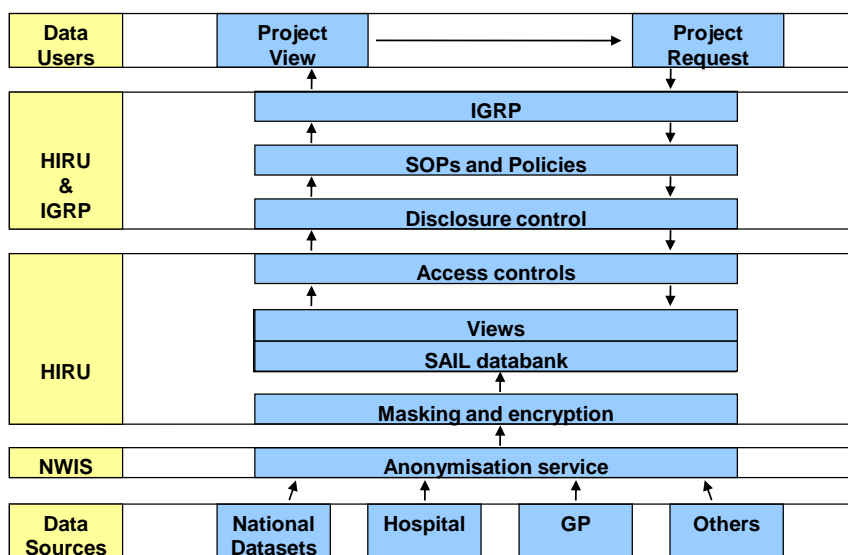 Data
Users
Project
View
Project
Request
HIRU
&
IGRP
IGRP
SOPs and Policies
Disclosure control
HIRU
Access controls
Views
SAIL databank
Masking and encryption
NWIS
Anonymisation service
Data
Sources
National
Datasets
Hospital
GP
Others